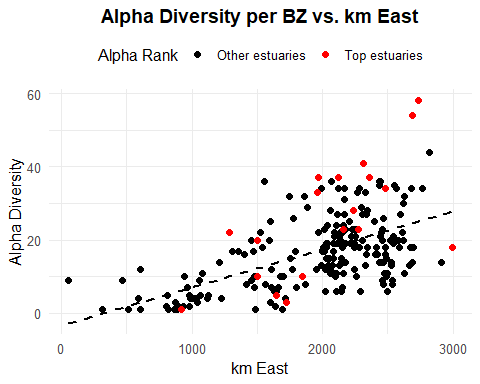 Alpha Diversity per BZ vs. km East
Alpha Rank Other estuaries Top estuaries
60
40
20
0
Alpha Diversity
0 1000 2000 3000
km East